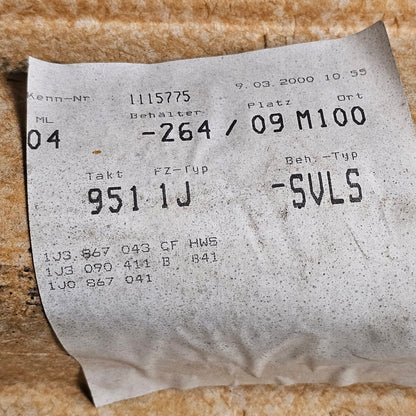 Kenn-Nr 1115775 9.03.2000 10.55
ML Behälter Platz Ort
04 -264 / 09 M100
Takt FZ-Typ Beh.-Typ
951 1J -SVLS
1J3 867 043 CF HWS
1J3 090 411 B B41
1J0 867 041